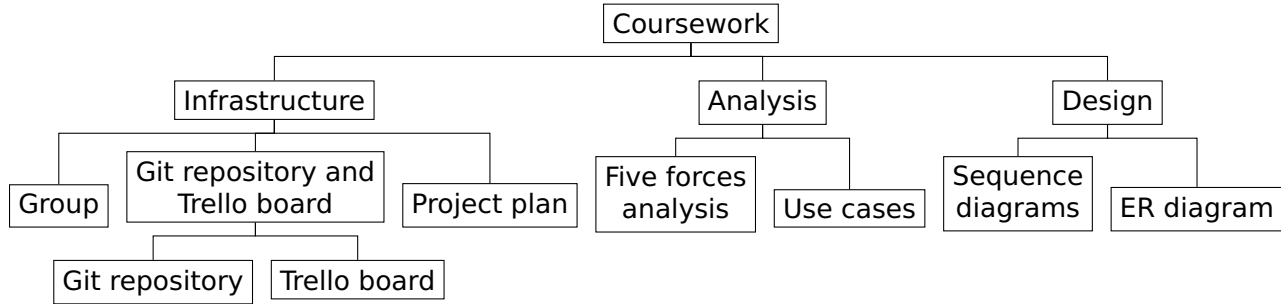 Coursework
Infrastructure
Analysis
Design
Group
Git repository and
Trello board
Project plan
Five forces
analysis
Use cases
Sequence
diagrams
ER diagram
Git repository
Trello board